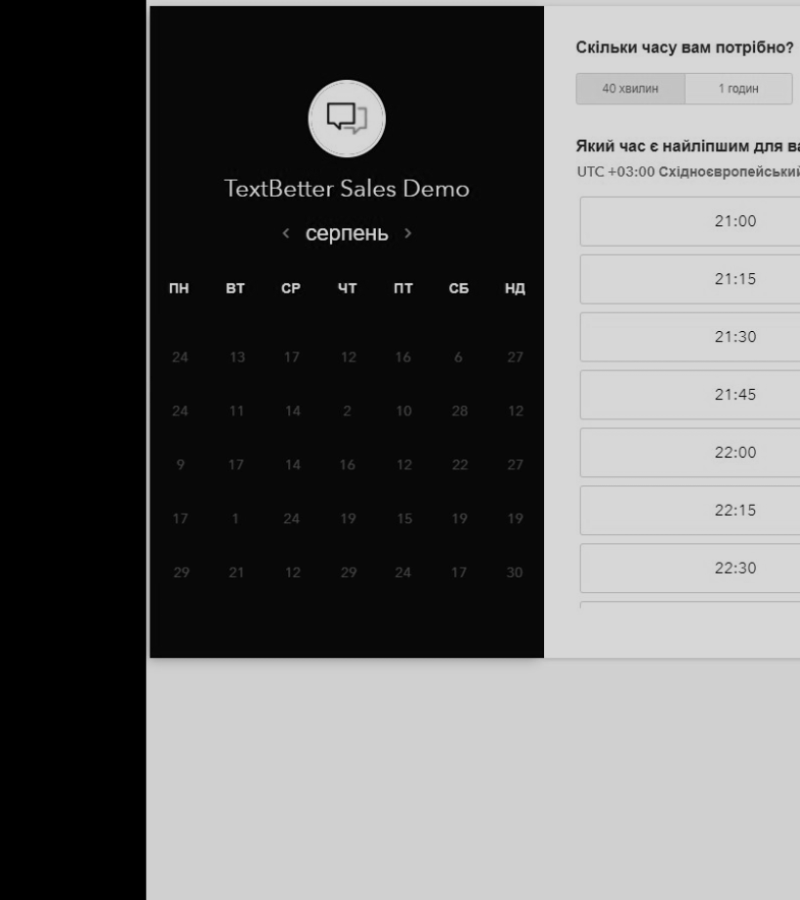 TextBetter Sales Demo
‹ серпень ›
ПН ВТ СР ЧТ ПТ СБ НД
24 13 17 12 16 6 27
24 11 14 2 10 28 12
9 17 14 16 12 22 27
17 1 24 19 15 19 19
29 21 12 29 24 17 30
Скільки часу вам потрібно?
40 хвилин 1 годин
Який час є найліпшим для ва
UTC +03:00 Східноєвропейський
21:00
21:15
21:30
21:45
22:00
22:15
22:30